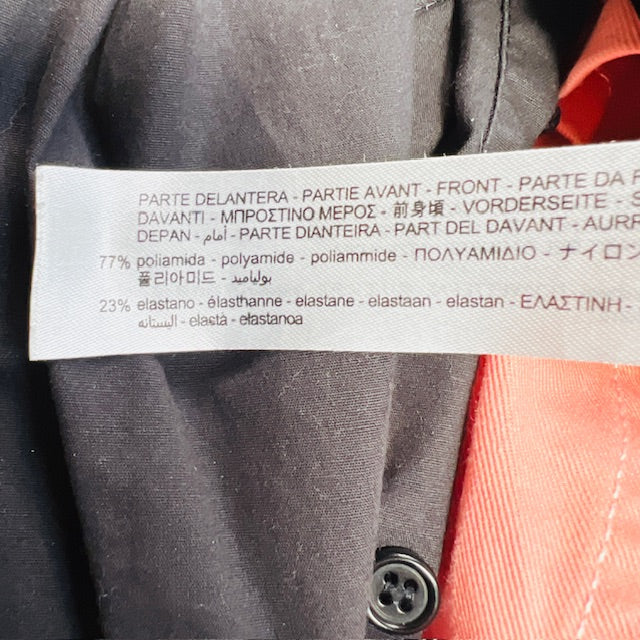 PARTE DELANTERA - PARTIE AVANT - FRONT - PARTE DA
DAVANTI - ΜΠΡΟΣΤΙΝΟ ΜΕΡΟΣ - 前身頃 - VORDERSEITE -
DEPAN - أمام - PARTE DIANTEIRA - PART DEL DAVANT -
77% poliamida - polyamide - poliammide - ΠΟΛΥΑΜΙΔΙΟ - ナイロン
폴리아미드 - بولياميد
23% elastano - élasthanne - elastane - elastaan - elastan - ΕΛΑΣΤΙΝΗ -
اليستانه - elastà - elastanoa